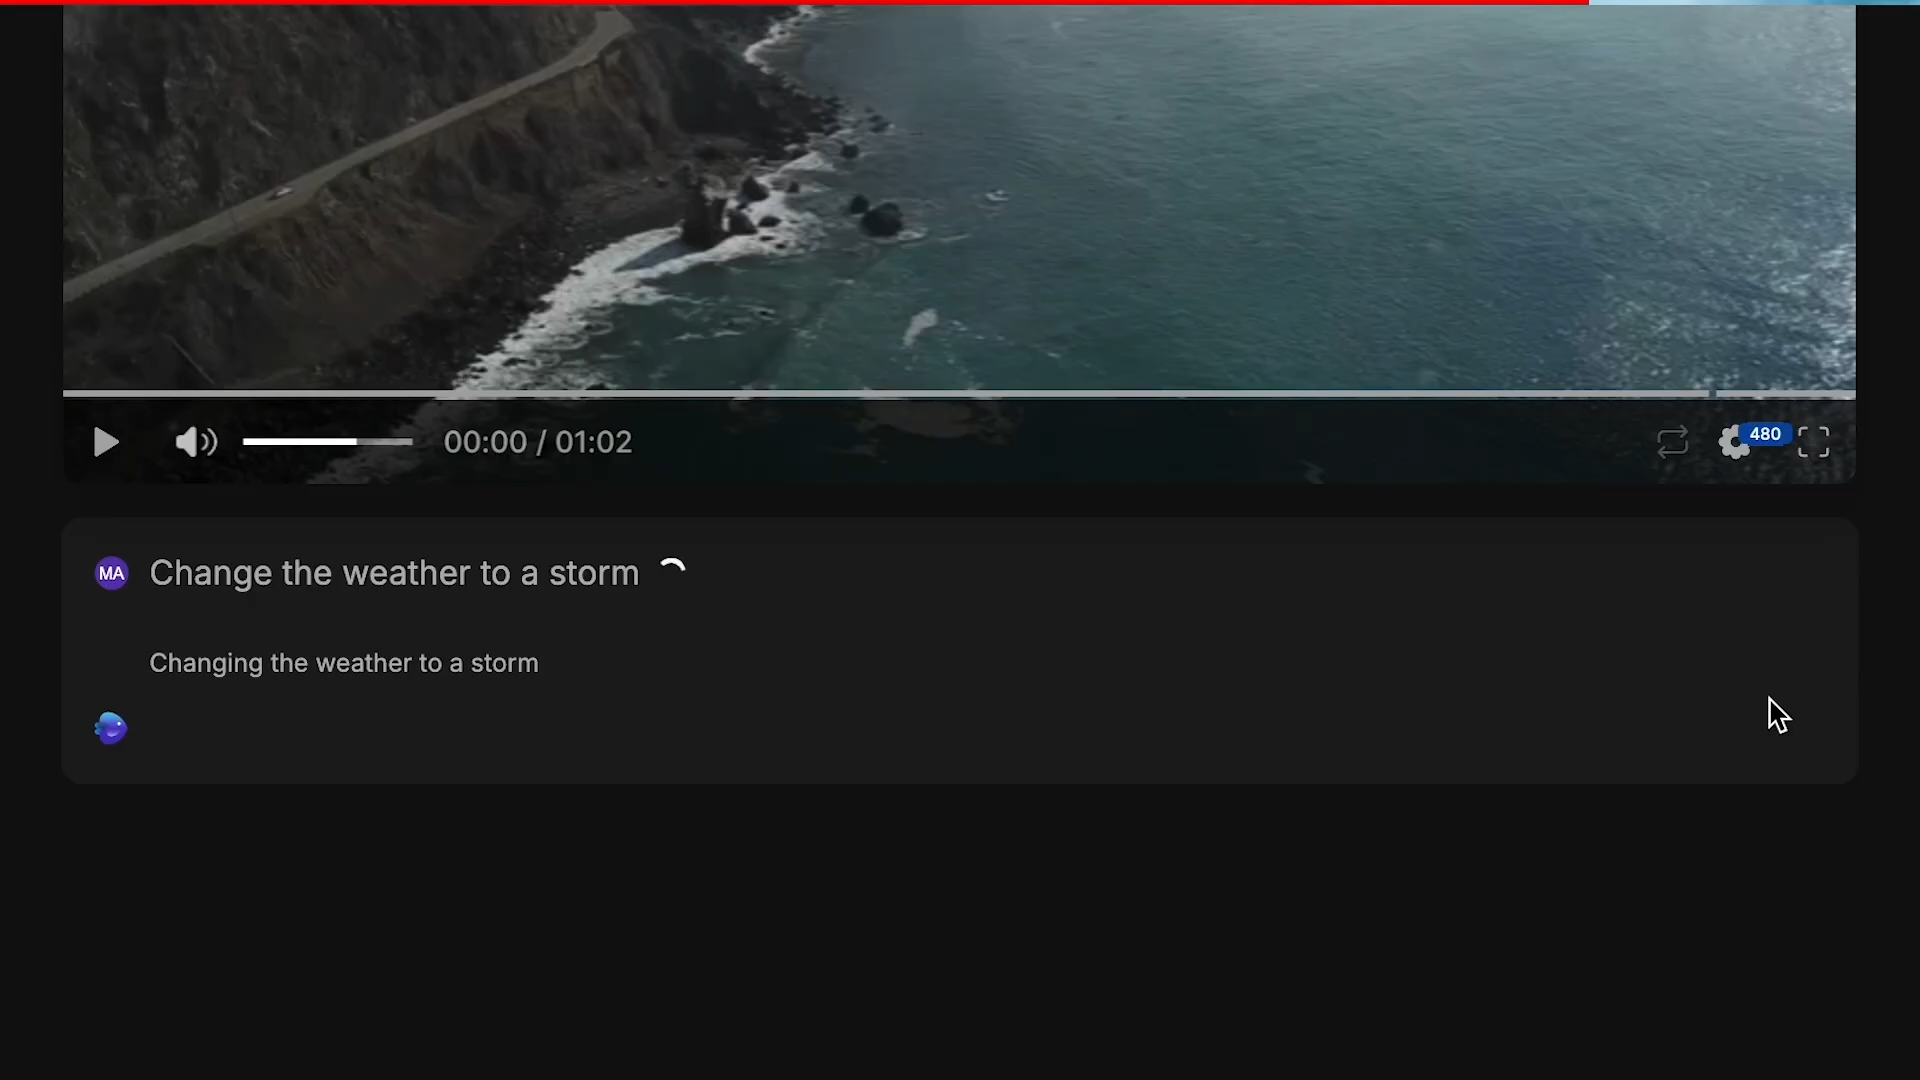 00:00 / 01:02
480
MA Change the weather to a storm
Changing the weather to a storm